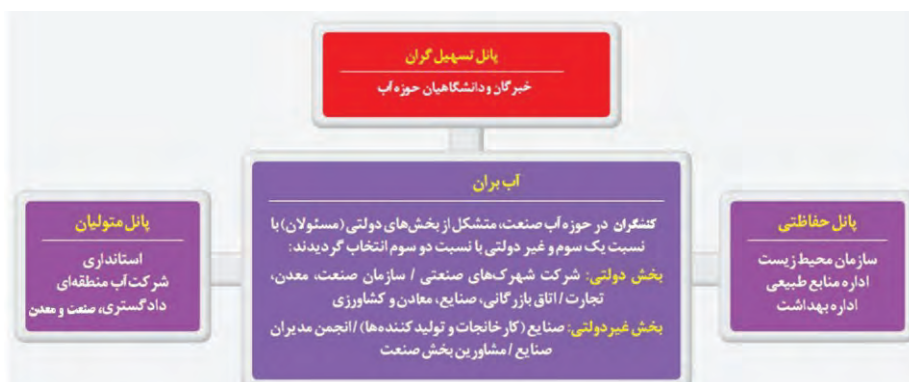 پانل تسهیل گران
خبرگان و دانشگاهیان حوزه آب
آب بران
کنشگران در حوزه آب صنعت، متشکل از بخش‌های دولتی (مسئولان) با
نسبت یک سوم و غیر دولتی با نسبت دو سوم انتخاب گردیدند:
بخش دولتی: شرکت شهرک‌های صنعتی / سازمان صنعت، معدن،
تجارت / اتاق بازرگانی، صنایع، معادن و کشاورزی
بخش غیردولتی: صنایع (کارخانجات و تولیدکننده‌ها) / انجمن مدیران
صنایع / مشاورین بخش صنعت
پانل حفاظتی
سازمان محیط زیست
اداره منابع طبیعی
اداره بهداشت
پانل متولیان
استانداری
شرکت آب منطقه‌ای
دادگستری، صنعت و معدن